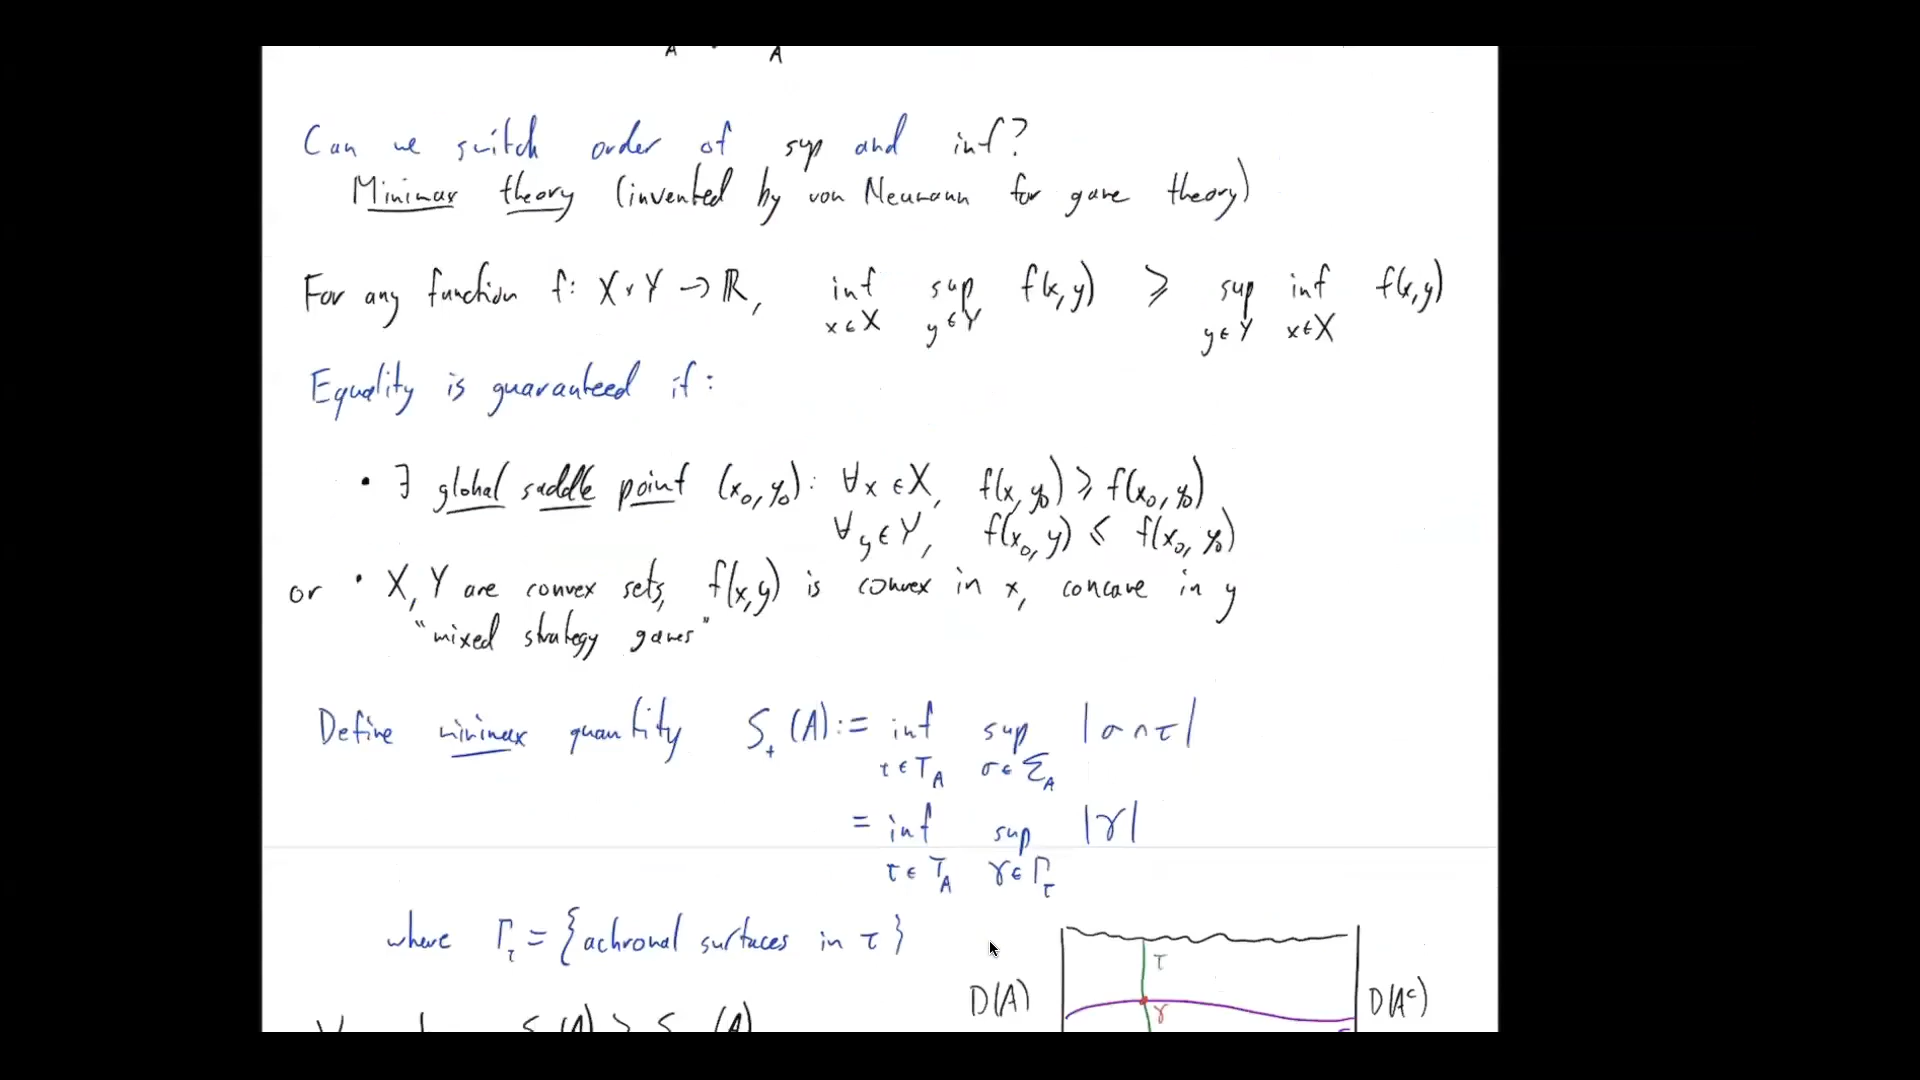 A A
Can we switch order of sup and inf?
Minimax theory (invented by von Neumann for game theory)
For any function f: X×Y → ℝ, inf sup f(x,y) ≥ sup inf f(x,y)
x∈X y∈Y y∈Y x∈X
Equality is guaranteed if:
• ∃ global saddle point (x₀,y₀): ∀x∈X, f(x,y₀) ≥ f(x₀,y₀)
∀y∈Y, f(x₀,y) ≤ f(x₀,y₀)
or • X,Y are convex sets, f(x,y) is convex in x, concave in y
"mixed strategy games"
Define minimax quantity S₊(A) := inf sup |σ∩τ|
τ∈T_A σ∈Σ_A
= inf sup |γ|
τ∈T_A γ∈Γ_τ
where Γ_τ = {achronal surfaces in τ}
τ
D(A) D(Aᶜ)
γ